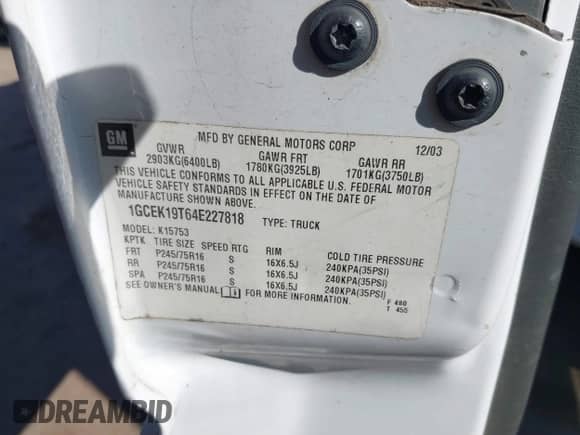 GM
MFD BY GENERAL MOTORS CORP 12/03
GVWR GAWR FRT GAWR RR
2903KG(6400LB) 1780KG(3925LB) 1701KG(3750LB)
THIS VEHICLE CONFORMS TO ALL APPLICABLE U.S. FEDERAL MOTOR
VEHICLE SAFETY STANDARDS IN EFFECT ON THE DATE OF
MANUFACTURE SHOWN ABOVE.
1GCEK19T64E227818 TYPE: TRUCK
MODEL: K15753
KPTK TIRE SIZE SPEED RTG RIM COLD TIRE PRESSURE
FRT P245/75R16 S 16X6.5J 240KPA(35PSI)
RR P245/75R16 S 16X6.5J 240KPA(35PSI)
SPA P245/75R16 S 16X6.5J 240KPA(35PSI)
SEE OWNER'S MANUAL FOR MORE INFORMATION.
F 480
T 455
DREAMBID